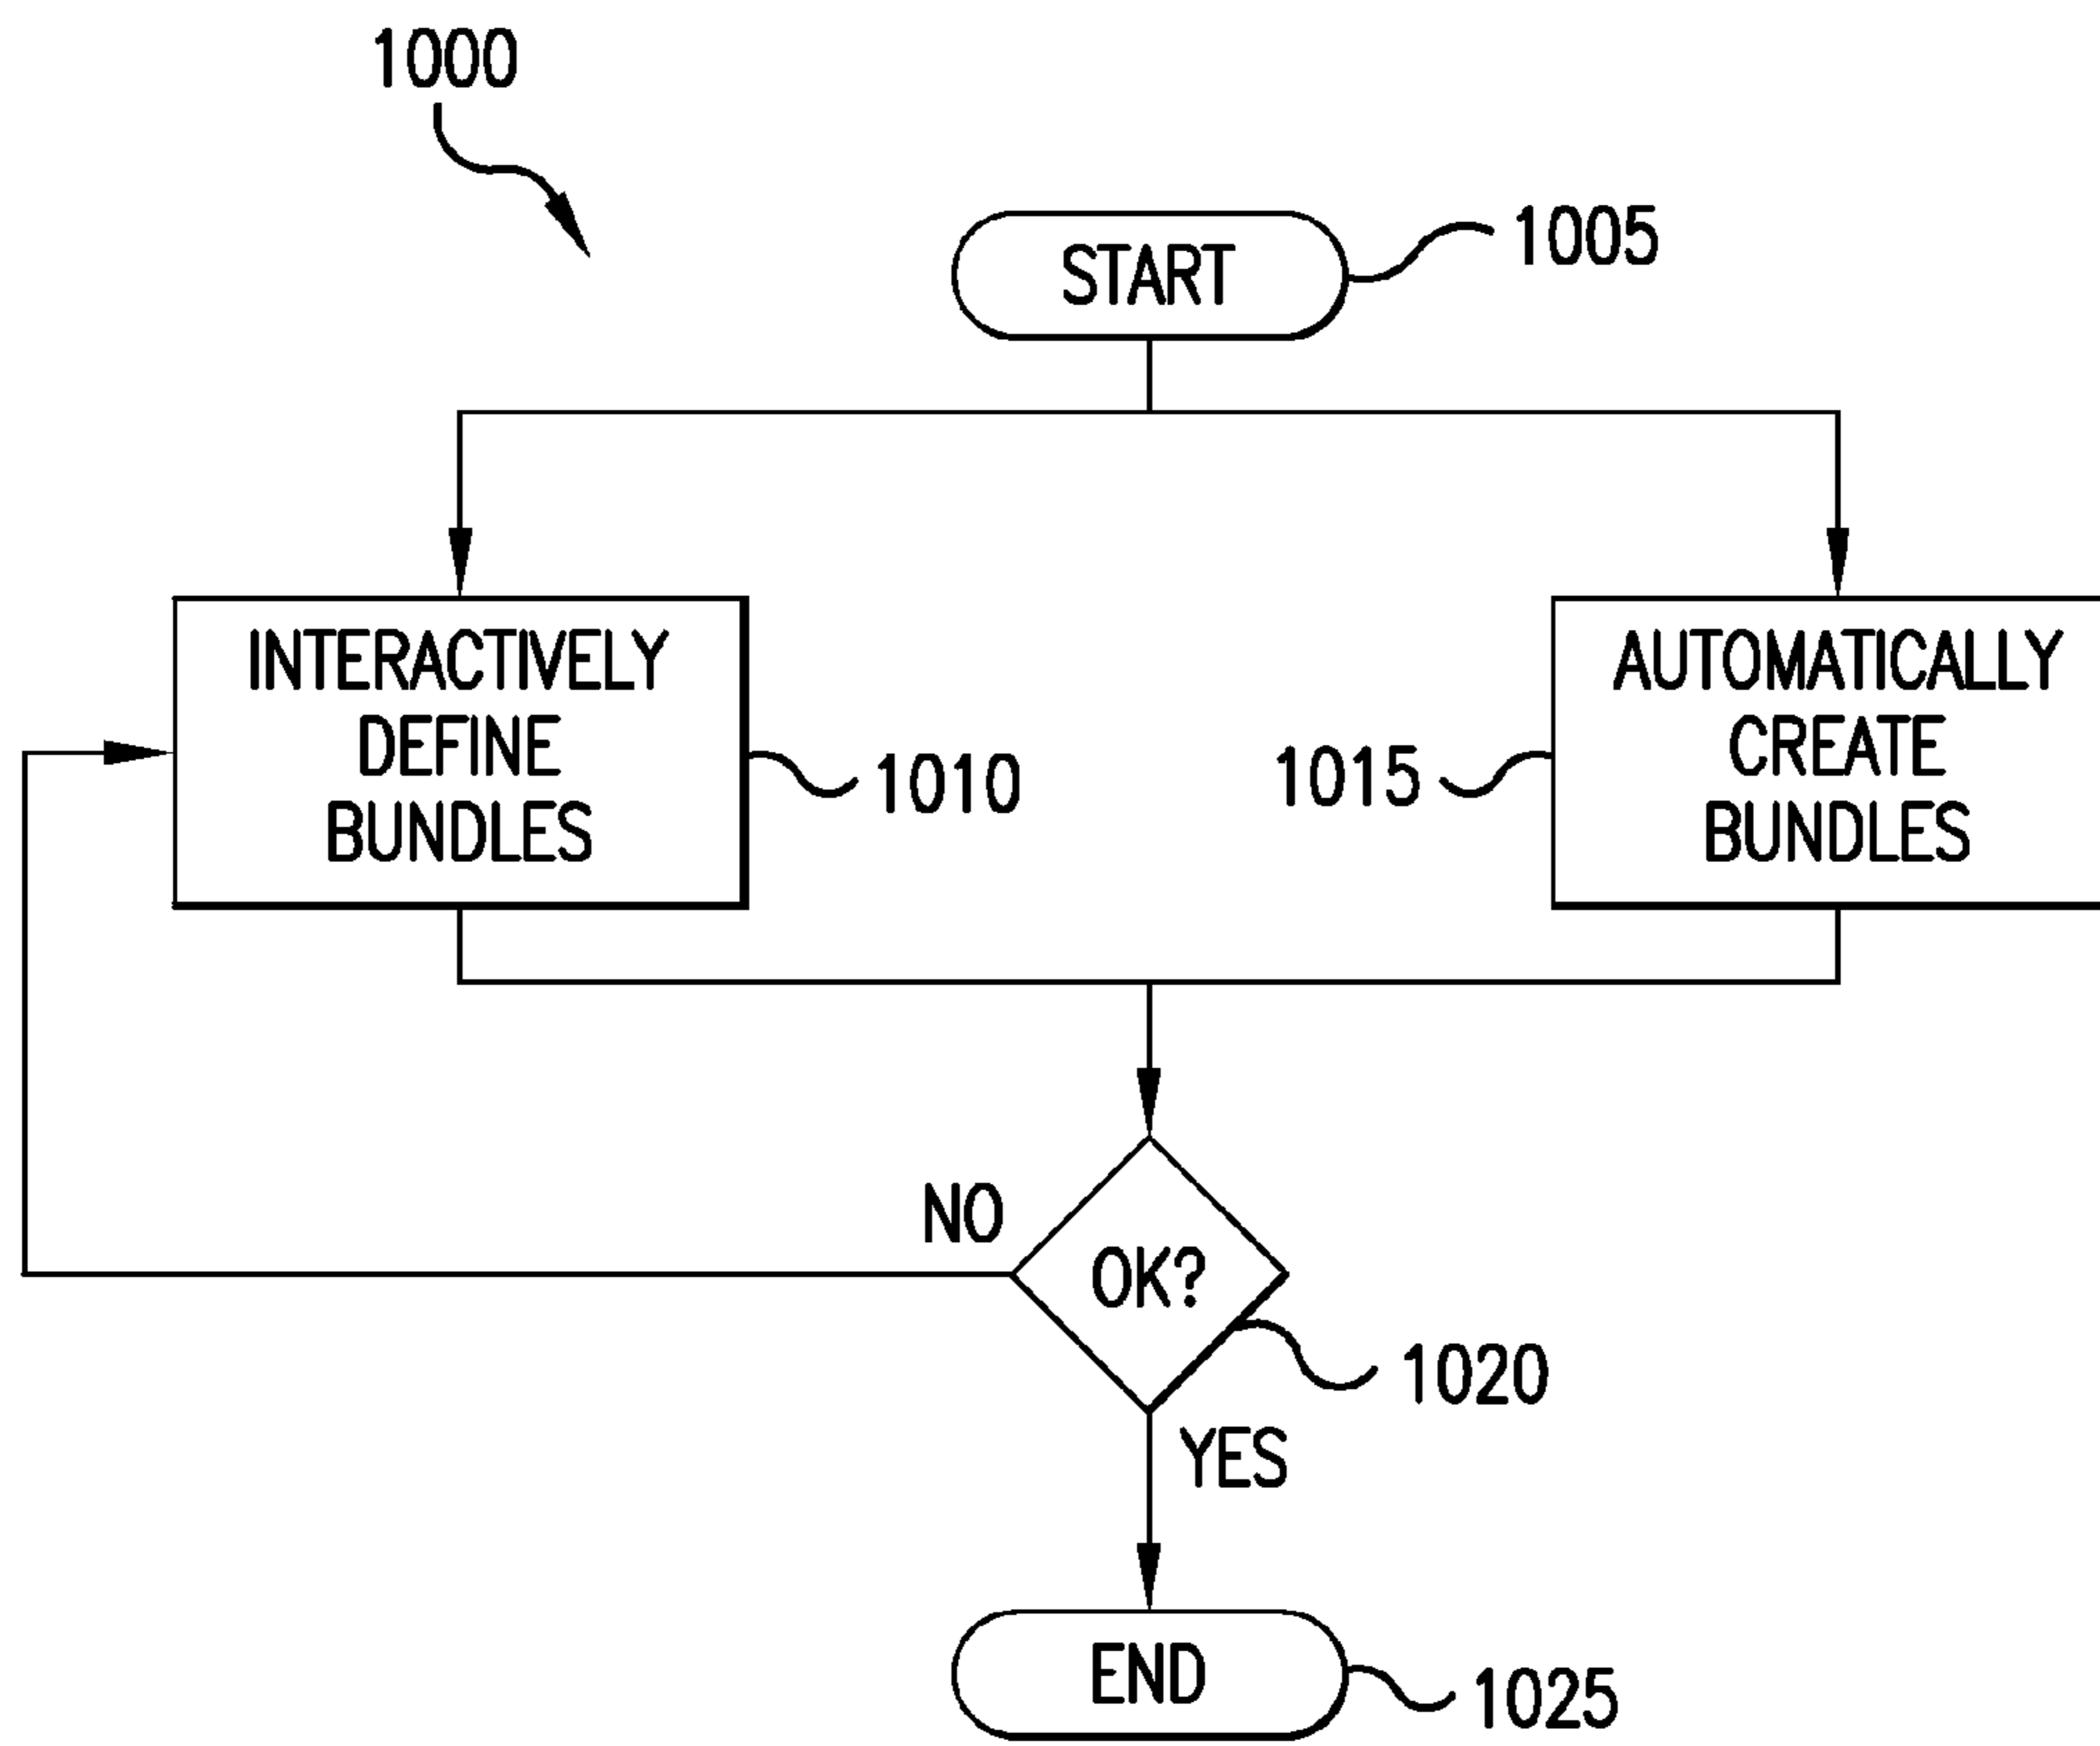 1000
START
1005
INTERACTIVELY
DEFINE
BUNDLES
1010
1015
AUTOMATICALLY
CREATE
BUNDLES
NO
OK?
1020
YES
END
1025